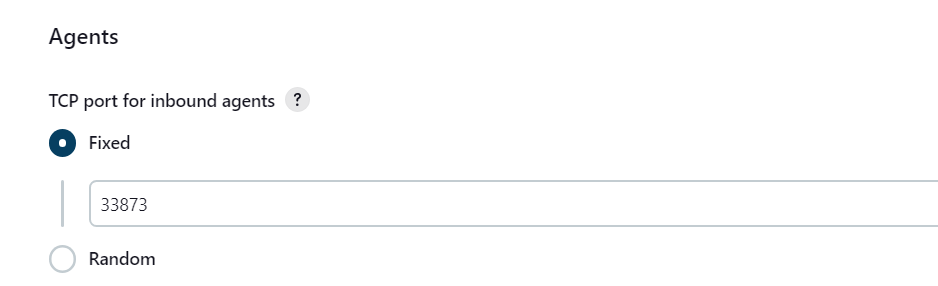 Agents
TCP port for inbound agents ?
Fixed
33873
Random